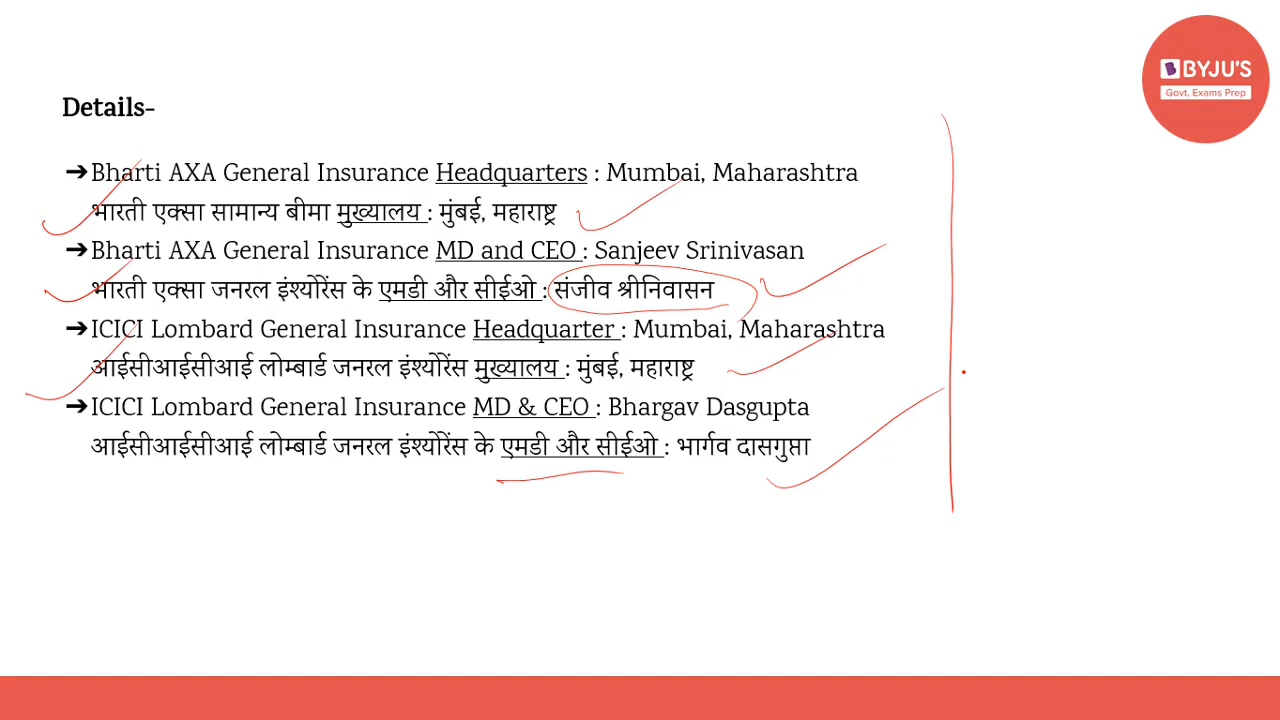 BYJU'S
Govt. Exams Prep
Details-
➔Bharti AXA General Insurance Headquarters : Mumbai, Maharashtra
भारती एक्सा सामान्य बीमा मुख्यालय : मुंबई, महाराष्ट्र
➔Bharti AXA General Insurance MD and CEO : Sanjeev Srinivasan
भारती एक्सा जनरल इंश्योरेंस के एमडी और सीईओ : संजीव श्रीनिवासन
➔ICICI Lombard General Insurance Headquarter : Mumbai, Maharashtra
आईसीआईसीआई लोम्बार्ड जनरल इंश्योरेंस मुख्यालय : मुंबई, महाराष्ट्र
➔ICICI Lombard General Insurance MD & CEO : Bhargav Dasgupta
आईसीआईसीआई लोम्बार्ड जनरल इंश्योरेंस के एमडी और सीईओ : भार्गव दासगुप्ता